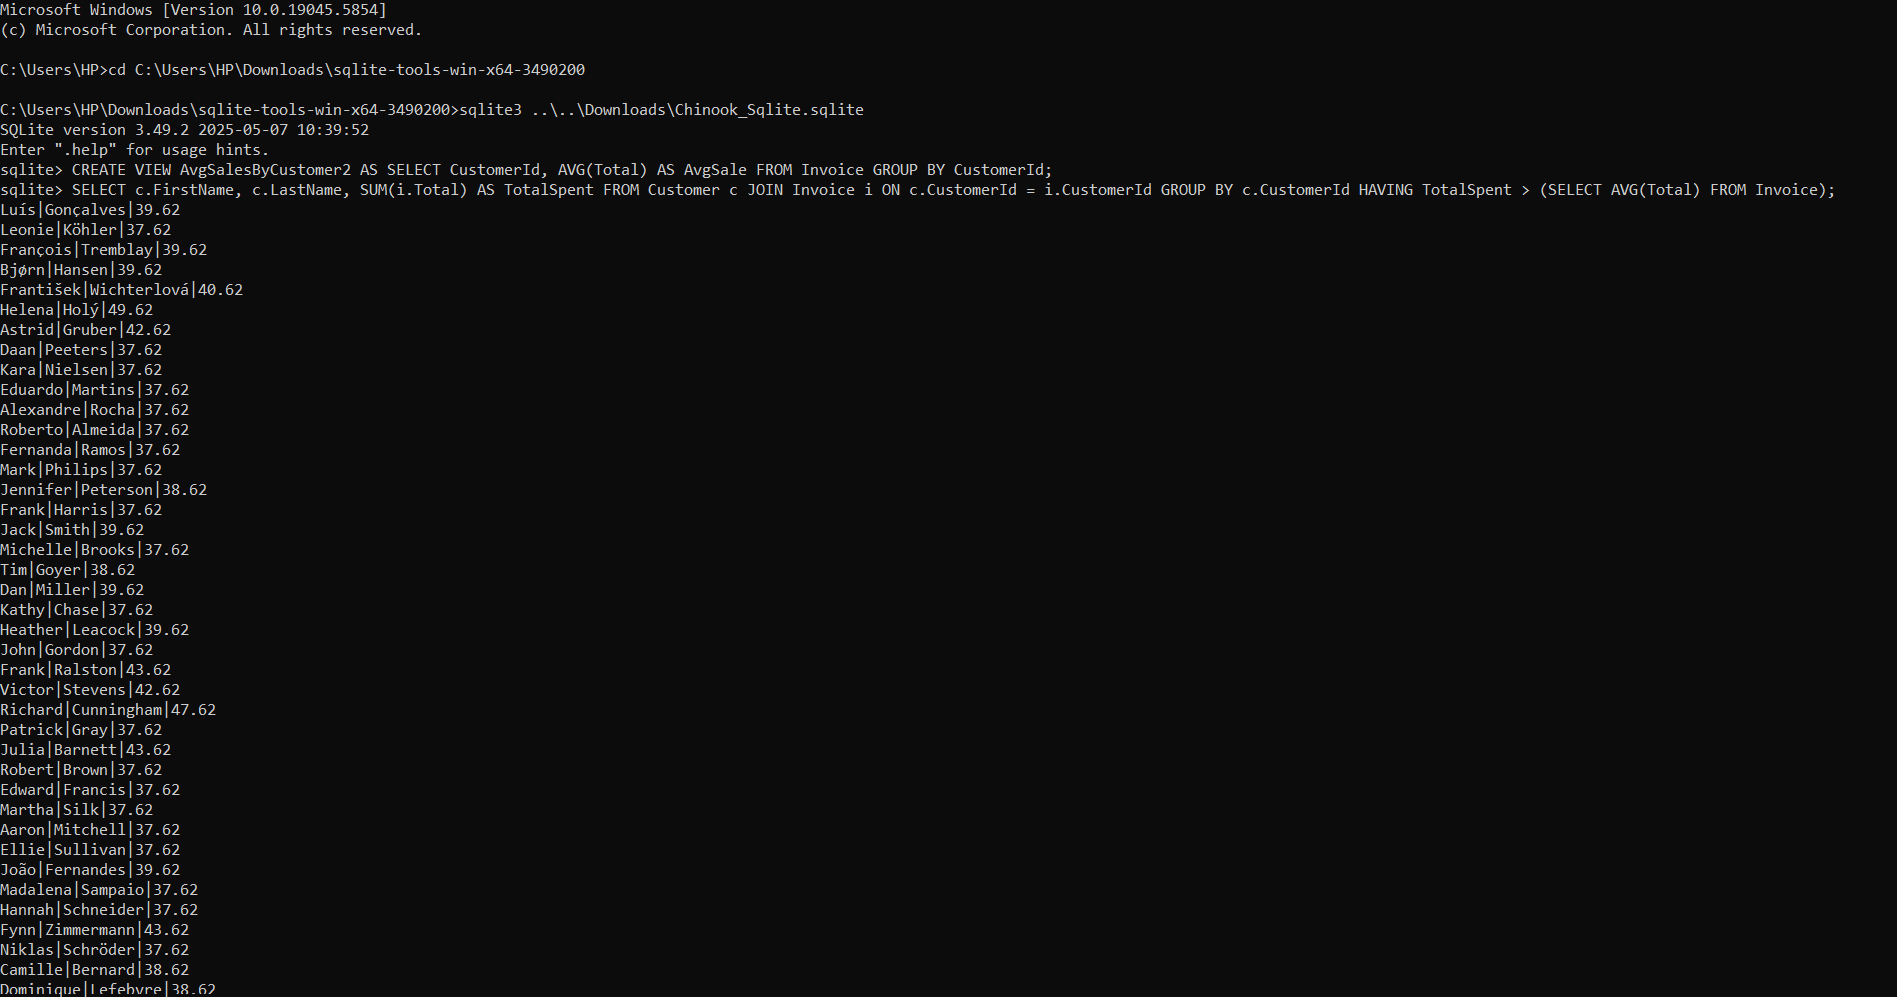 Microsoft Windows [Version 10.0.19045.5854]
(c) Microsoft Corporation. All rights reserved.
C:\Users\HP>cd C:\Users\HP\Downloads\sqlite-tools-win-x64-3490200
C:\Users\HP\Downloads\sqlite-tools-win-x64-3490200>sqlite3 ..\..\Downloads\Chinook_Sqlite.sqlite
SQLite version 3.49.2 2025-05-07 10:39:52
Enter ".help" for usage hints.
sqlite> CREATE VIEW AvgSalesByCustomer2 AS SELECT CustomerId, AVG(Total) AS AvgSale FROM Invoice GROUP BY CustomerId;
sqlite> SELECT c.FirstName, c.LastName, SUM(i.Total) AS TotalSpent FROM Customer c JOIN Invoice i ON c.CustomerId = i.CustomerId GROUP BY c.CustomerId HAVING TotalSpent > (SELECT AVG(Total) FROM Invoice);
Luís|Gonçalves|39.62
Leonie|Köhler|37.62
François|Tremblay|39.62
Bjørn|Hansen|39.62
František|Wichterlová|40.62
Helena|Holý|49.62
Astrid|Gruber|42.62
Daan|Peeters|37.62
Kara|Nielsen|37.62
Eduardo|Martins|37.62
Alexandre|Rocha|37.62
Roberto|Almeida|37.62
Fernanda|Ramos|37.62
Mark|Philips|37.62
Jennifer|Peterson|38.62
Frank|Harris|37.62
Jack|Smith|39.62
Michelle|Brooks|37.62
Tim|Goyer|38.62
Dan|Miller|39.62
Kathy|Chase|37.62
Heather|Leacock|39.62
John|Gordon|37.62
Frank|Ralston|43.62
Victor|Stevens|42.62
Richard|Cunningham|47.62
Patrick|Gray|37.62
Julia|Barnett|43.62
Robert|Brown|37.62
Edward|Francis|37.62
Martha|Silk|37.62
Aaron|Mitchell|37.62
Ellie|Sullivan|37.62
João|Fernandes|39.62
Madalena|Sampaio|37.62
Hannah|Schneider|37.62
Fynn|Zimmermann|43.62
Niklas|Schröder|37.62
Camille|Bernard|38.62
Dominique|Lefebvre|38.62